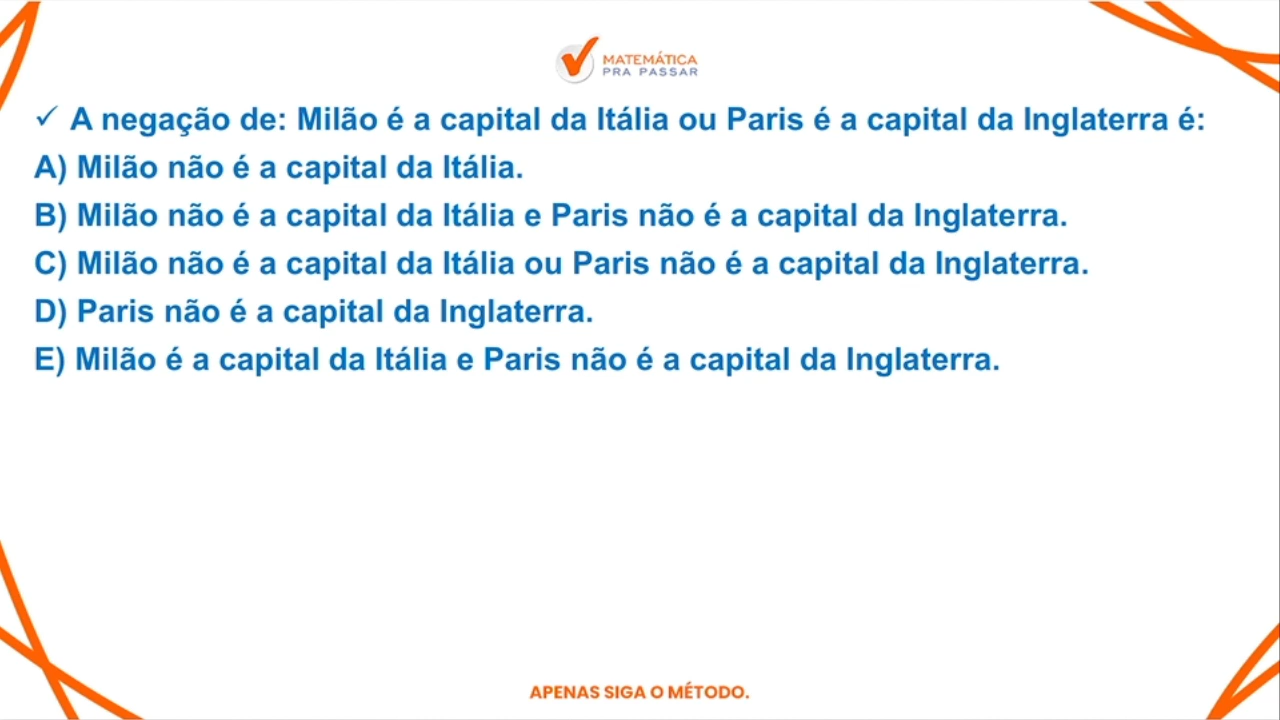 MATEMÁTICA
PRA PASSAR
✓ A negação de: Milão é a capital da Itália ou Paris é a capital da Inglaterra é:
A) Milão não é a capital da Itália.
B) Milão não é a capital da Itália e Paris não é a capital da Inglaterra.
C) Milão não é a capital da Itália ou Paris não é a capital da Inglaterra.
D) Paris não é a capital da Inglaterra.
E) Milão é a capital da Itália e Paris não é a capital da Inglaterra.
APENAS SIGA O MÉTODO.